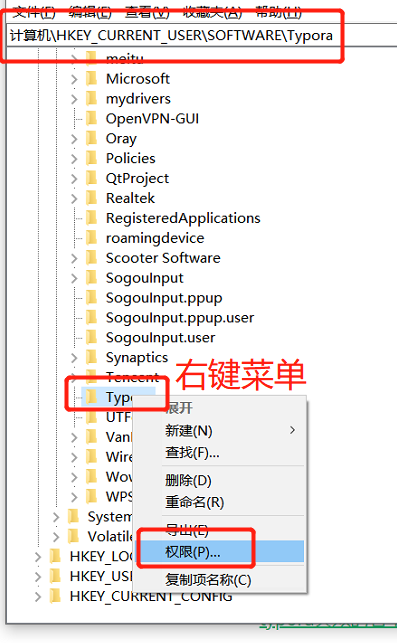 文件(F) 编辑(E) 查看(V) 收藏夹(A) 帮助(H)
计算机\HKEY_CURRENT_USER\SOFTWARE\Typora
meitu
Microsoft
mydrivers
OpenVPN-GUI
Oray
Policies
QtProject
Realtek
RegisteredApplications
roamingdevice
Scooter Software
SogouInput
SogouInput.ppup
SogouInput.ppup.user
SogouInput.user
Synaptics
Tencent
右键菜单
Typ
展开
UTF
新建(N)
Van
查找(F)...
Wire
删除(D)
Wow
重命名(R)
WPS
导出(E)
System
权限(P)...
Volatile
HKEY_LOC
复制项名称(C)
HKEY_USE
HKEY_CURRENT_CONFIG